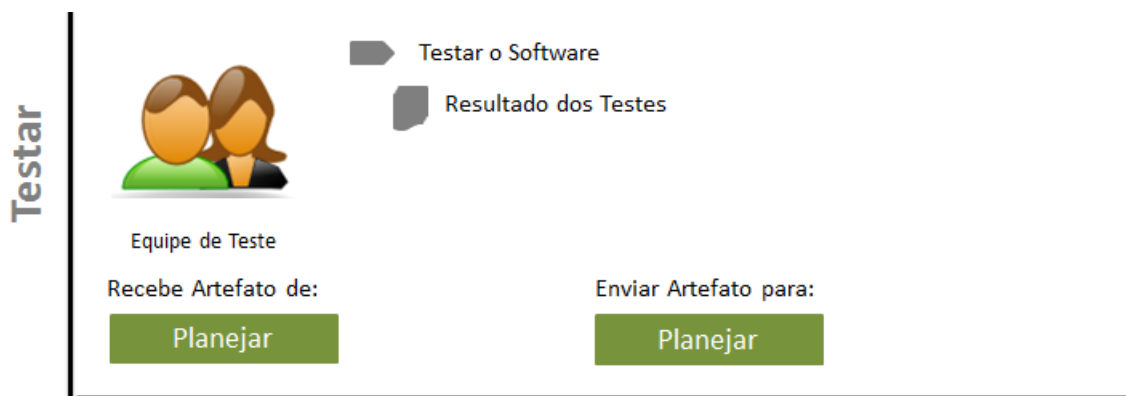 Testar
Testar o Software
Resultado dos Testes
Equipe de Teste
Recebe Artefato de:
Planejar
Enviar Artefato para:
Planejar